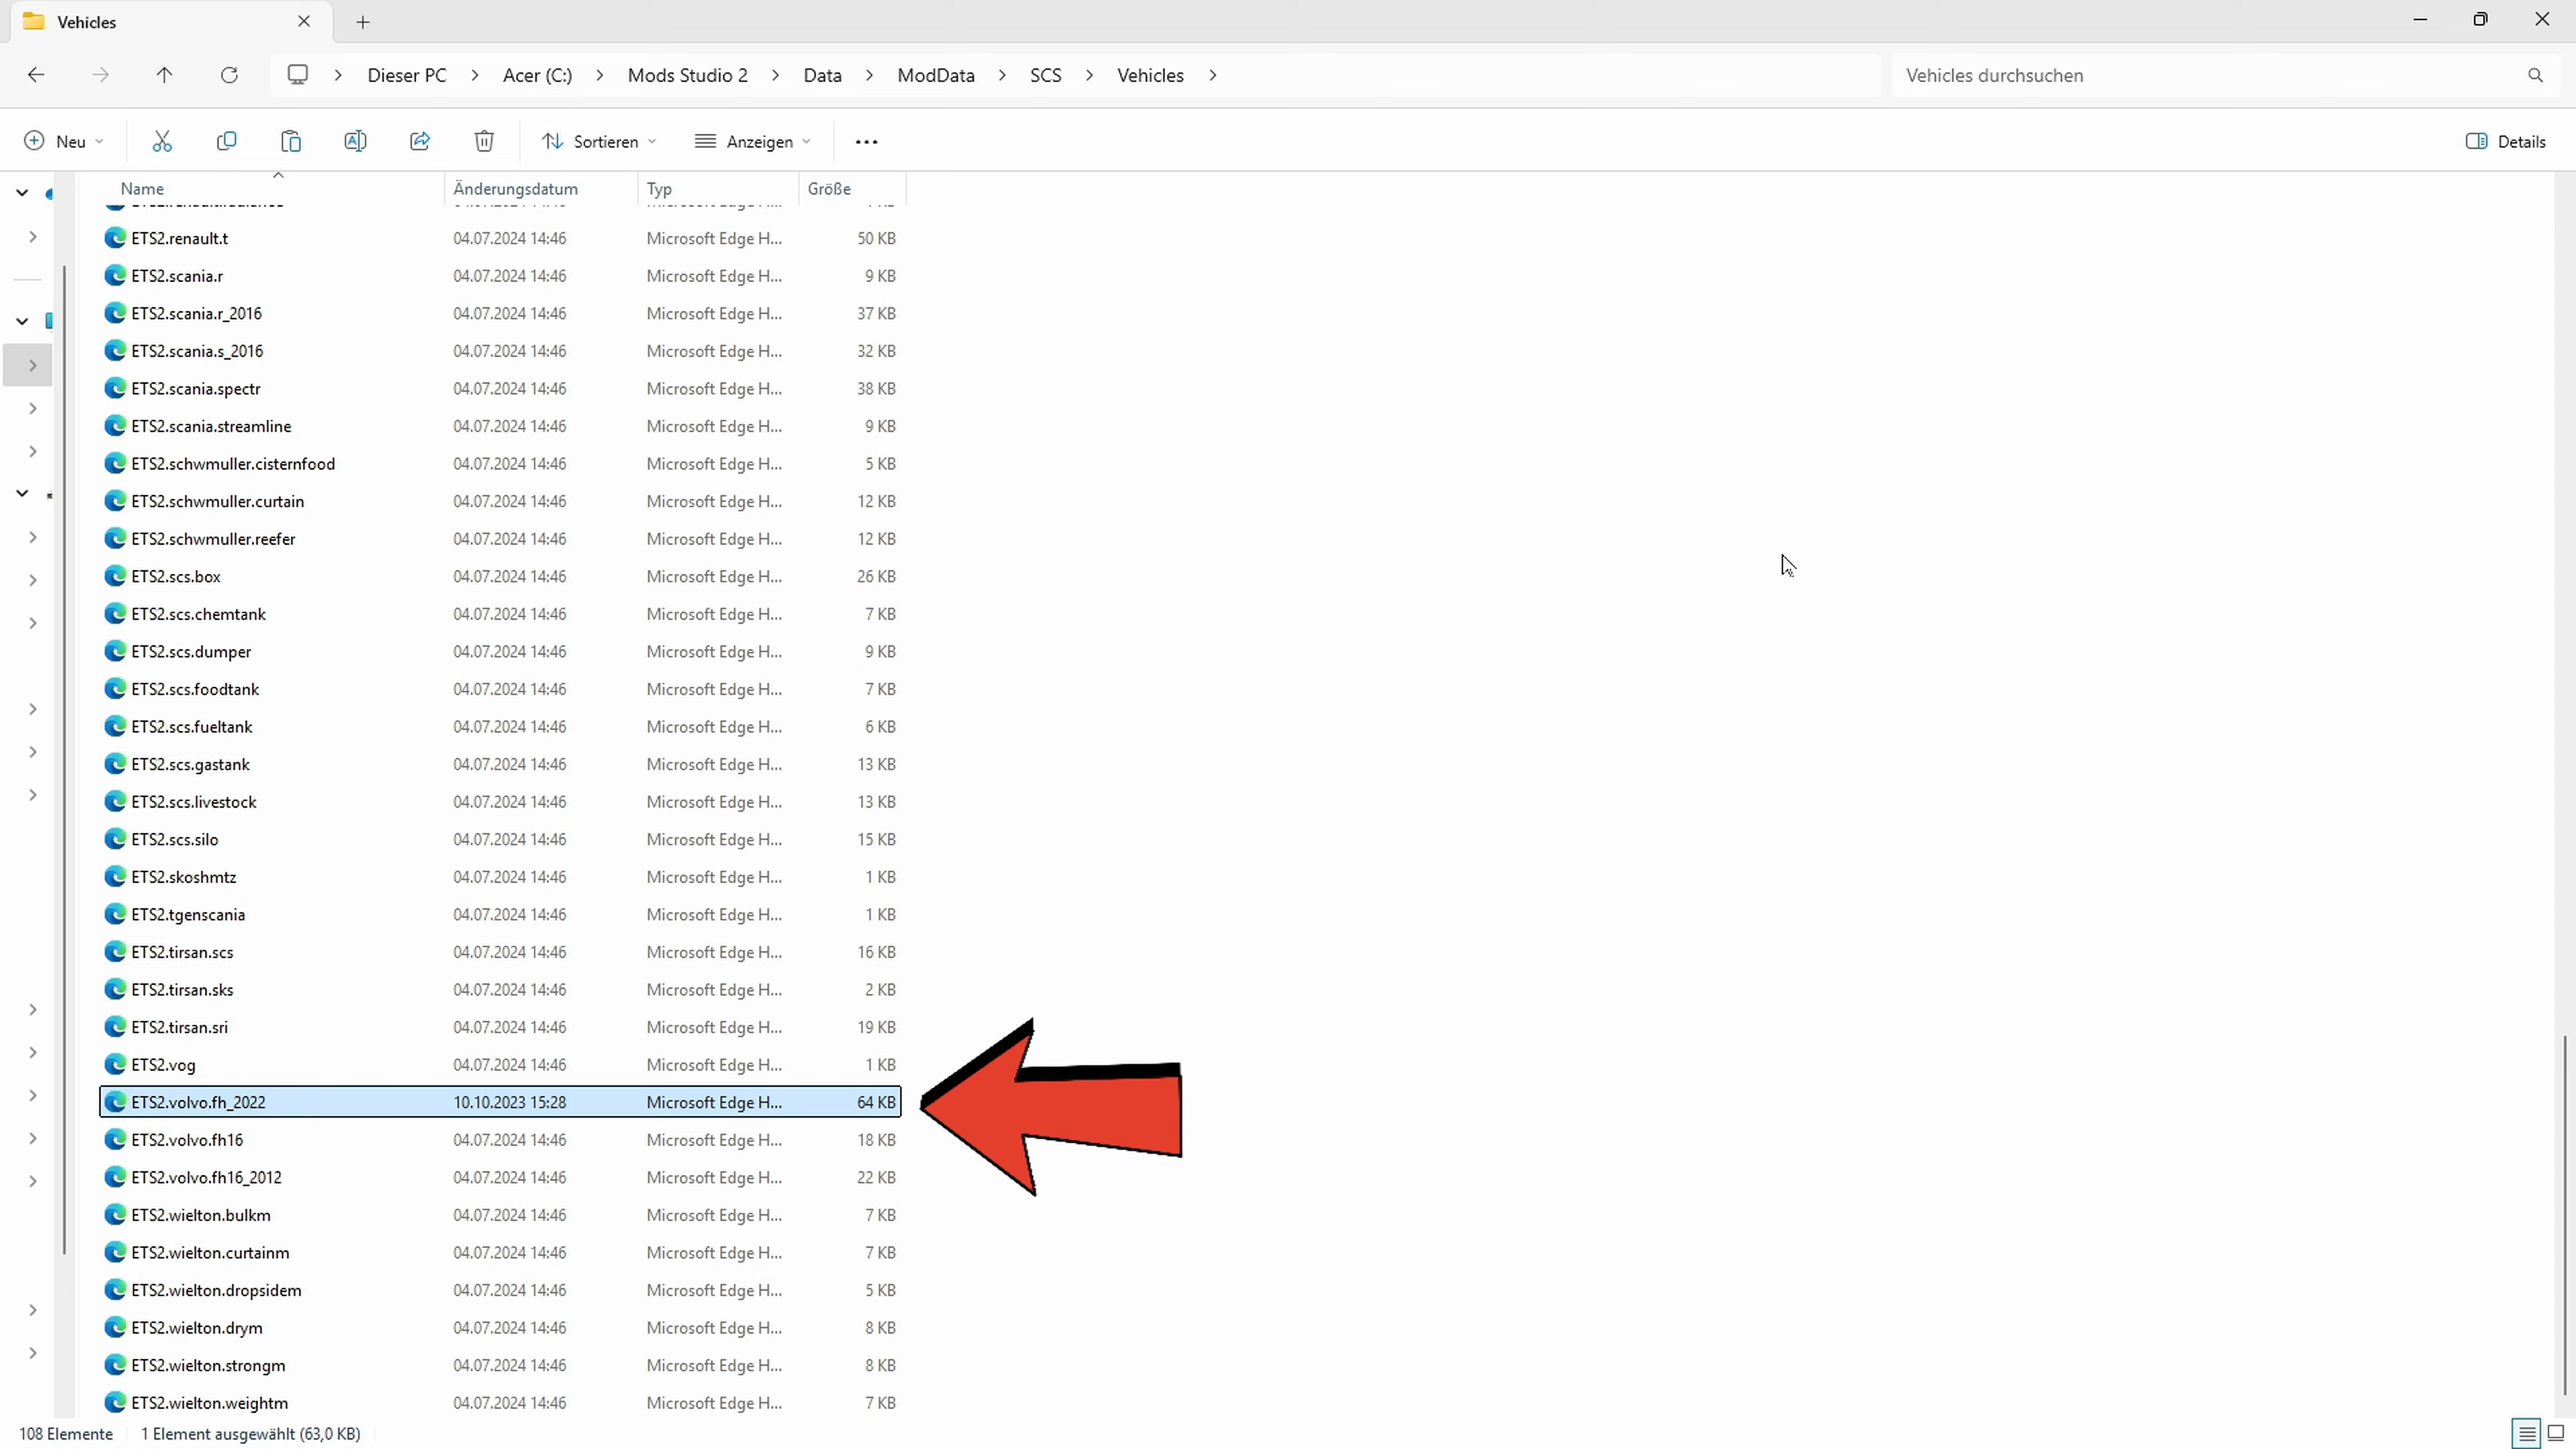 Vehicles
Dieser PC > Acer (C:) > Mods Studio 2 > Data > ModData > SCS > Vehicles >
Vehicles durchsuchen
Neu
Sortieren
Anzeigen
Details
Name Änderungsdatum Typ Größe
ETS2.renault.t 04.07.2024 14:46 Microsoft Edge H... 50 KB
ETS2.scania.r 04.07.2024 14:46 Microsoft Edge H... 9 KB
ETS2.scania.r_2016 04.07.2024 14:46 Microsoft Edge H... 37 KB
ETS2.scania.s_2016 04.07.2024 14:46 Microsoft Edge H... 32 KB
ETS2.scania.spectr 04.07.2024 14:46 Microsoft Edge H... 38 KB
ETS2.scania.streamline 04.07.2024 14:46 Microsoft Edge H... 9 KB
ETS2.schwmuller.cisternfood 04.07.2024 14:46 Microsoft Edge H... 5 KB
ETS2.schwmuller.curtain 04.07.2024 14:46 Microsoft Edge H... 12 KB
ETS2.schwmuller.reefer 04.07.2024 14:46 Microsoft Edge H... 12 KB
ETS2.scs.box 04.07.2024 14:46 Microsoft Edge H... 26 KB
ETS2.scs.chemtank 04.07.2024 14:46 Microsoft Edge H... 7 KB
ETS2.scs.dumper 04.07.2024 14:46 Microsoft Edge H... 9 KB
ETS2.scs.foodtank 04.07.2024 14:46 Microsoft Edge H... 7 KB
ETS2.scs.fueltank 04.07.2024 14:46 Microsoft Edge H... 6 KB
ETS2.scs.gastank 04.07.2024 14:46 Microsoft Edge H... 13 KB
ETS2.scs.livestock 04.07.2024 14:46 Microsoft Edge H... 13 KB
ETS2.scs.silo 04.07.2024 14:46 Microsoft Edge H... 15 KB
ETS2.skoshmtz 04.07.2024 14:46 Microsoft Edge H... 1 KB
ETS2.tgenscania 04.07.2024 14:46 Microsoft Edge H... 1 KB
ETS2.tirsan.scs 04.07.2024 14:46 Microsoft Edge H... 16 KB
ETS2.tirsan.sks 04.07.2024 14:46 Microsoft Edge H... 2 KB
ETS2.tirsan.sri 04.07.2024 14:46 Microsoft Edge H... 19 KB
ETS2.vog 04.07.2024 14:46 Microsoft Edge H... 1 KB
ETS2.volvo.fh_2022 10.10.2023 15:28 Microsoft Edge H... 64 KB
ETS2.volvo.fh16 04.07.2024 14:46 Microsoft Edge H... 18 KB
ETS2.volvo.fh16_2012 04.07.2024 14:46 Microsoft Edge H... 22 KB
ETS2.wielton.bulkm 04.07.2024 14:46 Microsoft Edge H... 7 KB
ETS2.wielton.curtainm 04.07.2024 14:46 Microsoft Edge H... 7 KB
ETS2.wielton.dropsidem 04.07.2024 14:46 Microsoft Edge H... 5 KB
ETS2.wielton.drym 04.07.2024 14:46 Microsoft Edge H... 8 KB
ETS2.wielton.strongm 04.07.2024 14:46 Microsoft Edge H... 8 KB
ETS2.wielton.weightm 04.07.2024 14:46 Microsoft Edge H... 7 KB
108 Elemente 1 Element ausgewählt (63,0 KB)